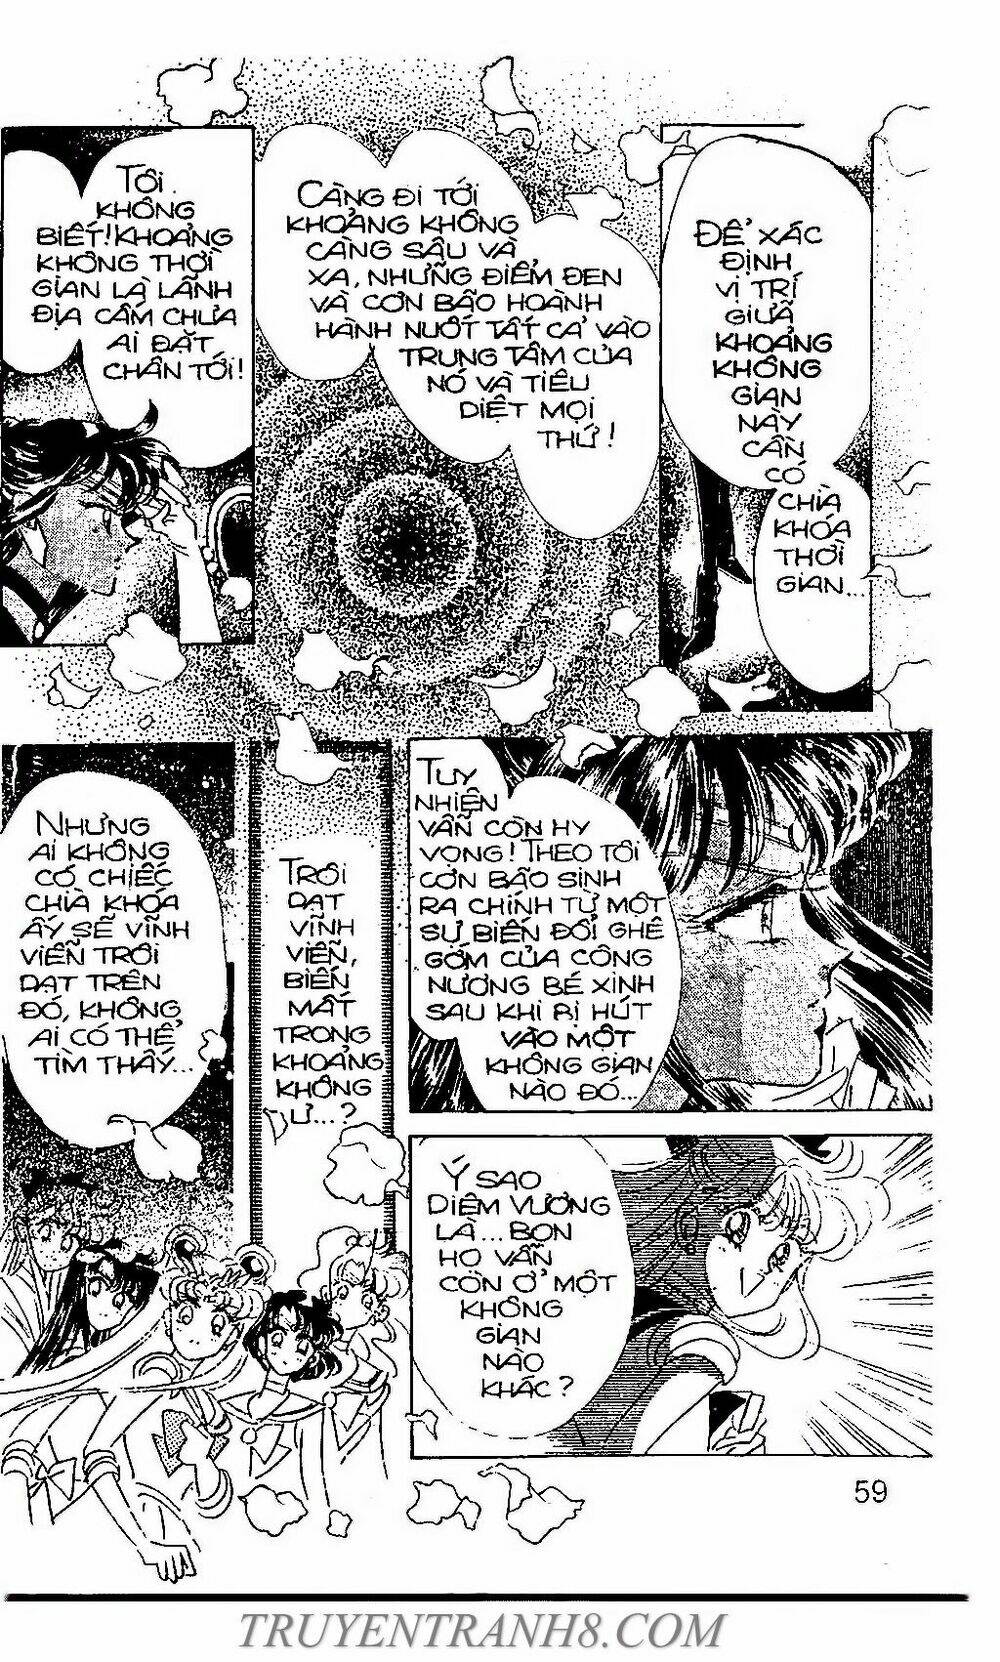 ĐỂ XÁC
ĐỊNH
VỊ TRÍ
GIỮA
KHOẢNG
KHÔNG
GIAN
NÀY
CẦN
CÓ
CHÌA
KHÓA
THỜI
GIAN...
CÀNG ĐI TỚI
KHOẢNG KHÔNG
CÀNG SÂU VÀ
XA, NHỮNG ĐIỂM ĐEN
VÀ CƠN BÃO HOÀNH
HÀNH NUỐT TẤT CẢ VÀO
TRUNG TÂM CỦA
NÓ VÀ TIÊU
DIỆT MỌI
THỨ!
TÔI
KHÔNG
BIẾT! KHOẢNG
KHÔNG THỜI
GIAN LÀ LÃNH
ĐỊA CẤM CHƯA
AI ĐẶT
CHÂN TỚI!
TUY
NHIÊN
VẪN CÒN HY
VỌNG! THEO TÔI
CƠN BÃO SINH
RA CHÍNH TỪ MỘT
SỰ BIẾN ĐỔI GHÊ
GỚM CỦA CÔNG
NƯƠNG BÉ XINH
SAU KHI BỊ HÚT
VÀO MỘT
KHÔNG GIAN
NÀO ĐÓ...
TRÔI
DẠT
VĨNH
VIỄN,
BIẾN
MẤT
TRONG
KHOẢNG
KHÔNG
Ư...?
NHƯNG
AI KHÔNG
CÓ CHIẾC
CHÌA KHÓA
ẤY SẼ VĨNH
VIỄN TRÔI
DẠT TRÊN
ĐÓ, KHÔNG
AI CÓ THỂ
TÌM THẤY...
Ý SAO
DIÊM VƯƠNG
LÀ... BỌN
HỌ VẪN
CÒN Ở MỘT
KHÔNG
GIAN
NÀO
KHÁC?
59
TRUYENTRANH8.COM